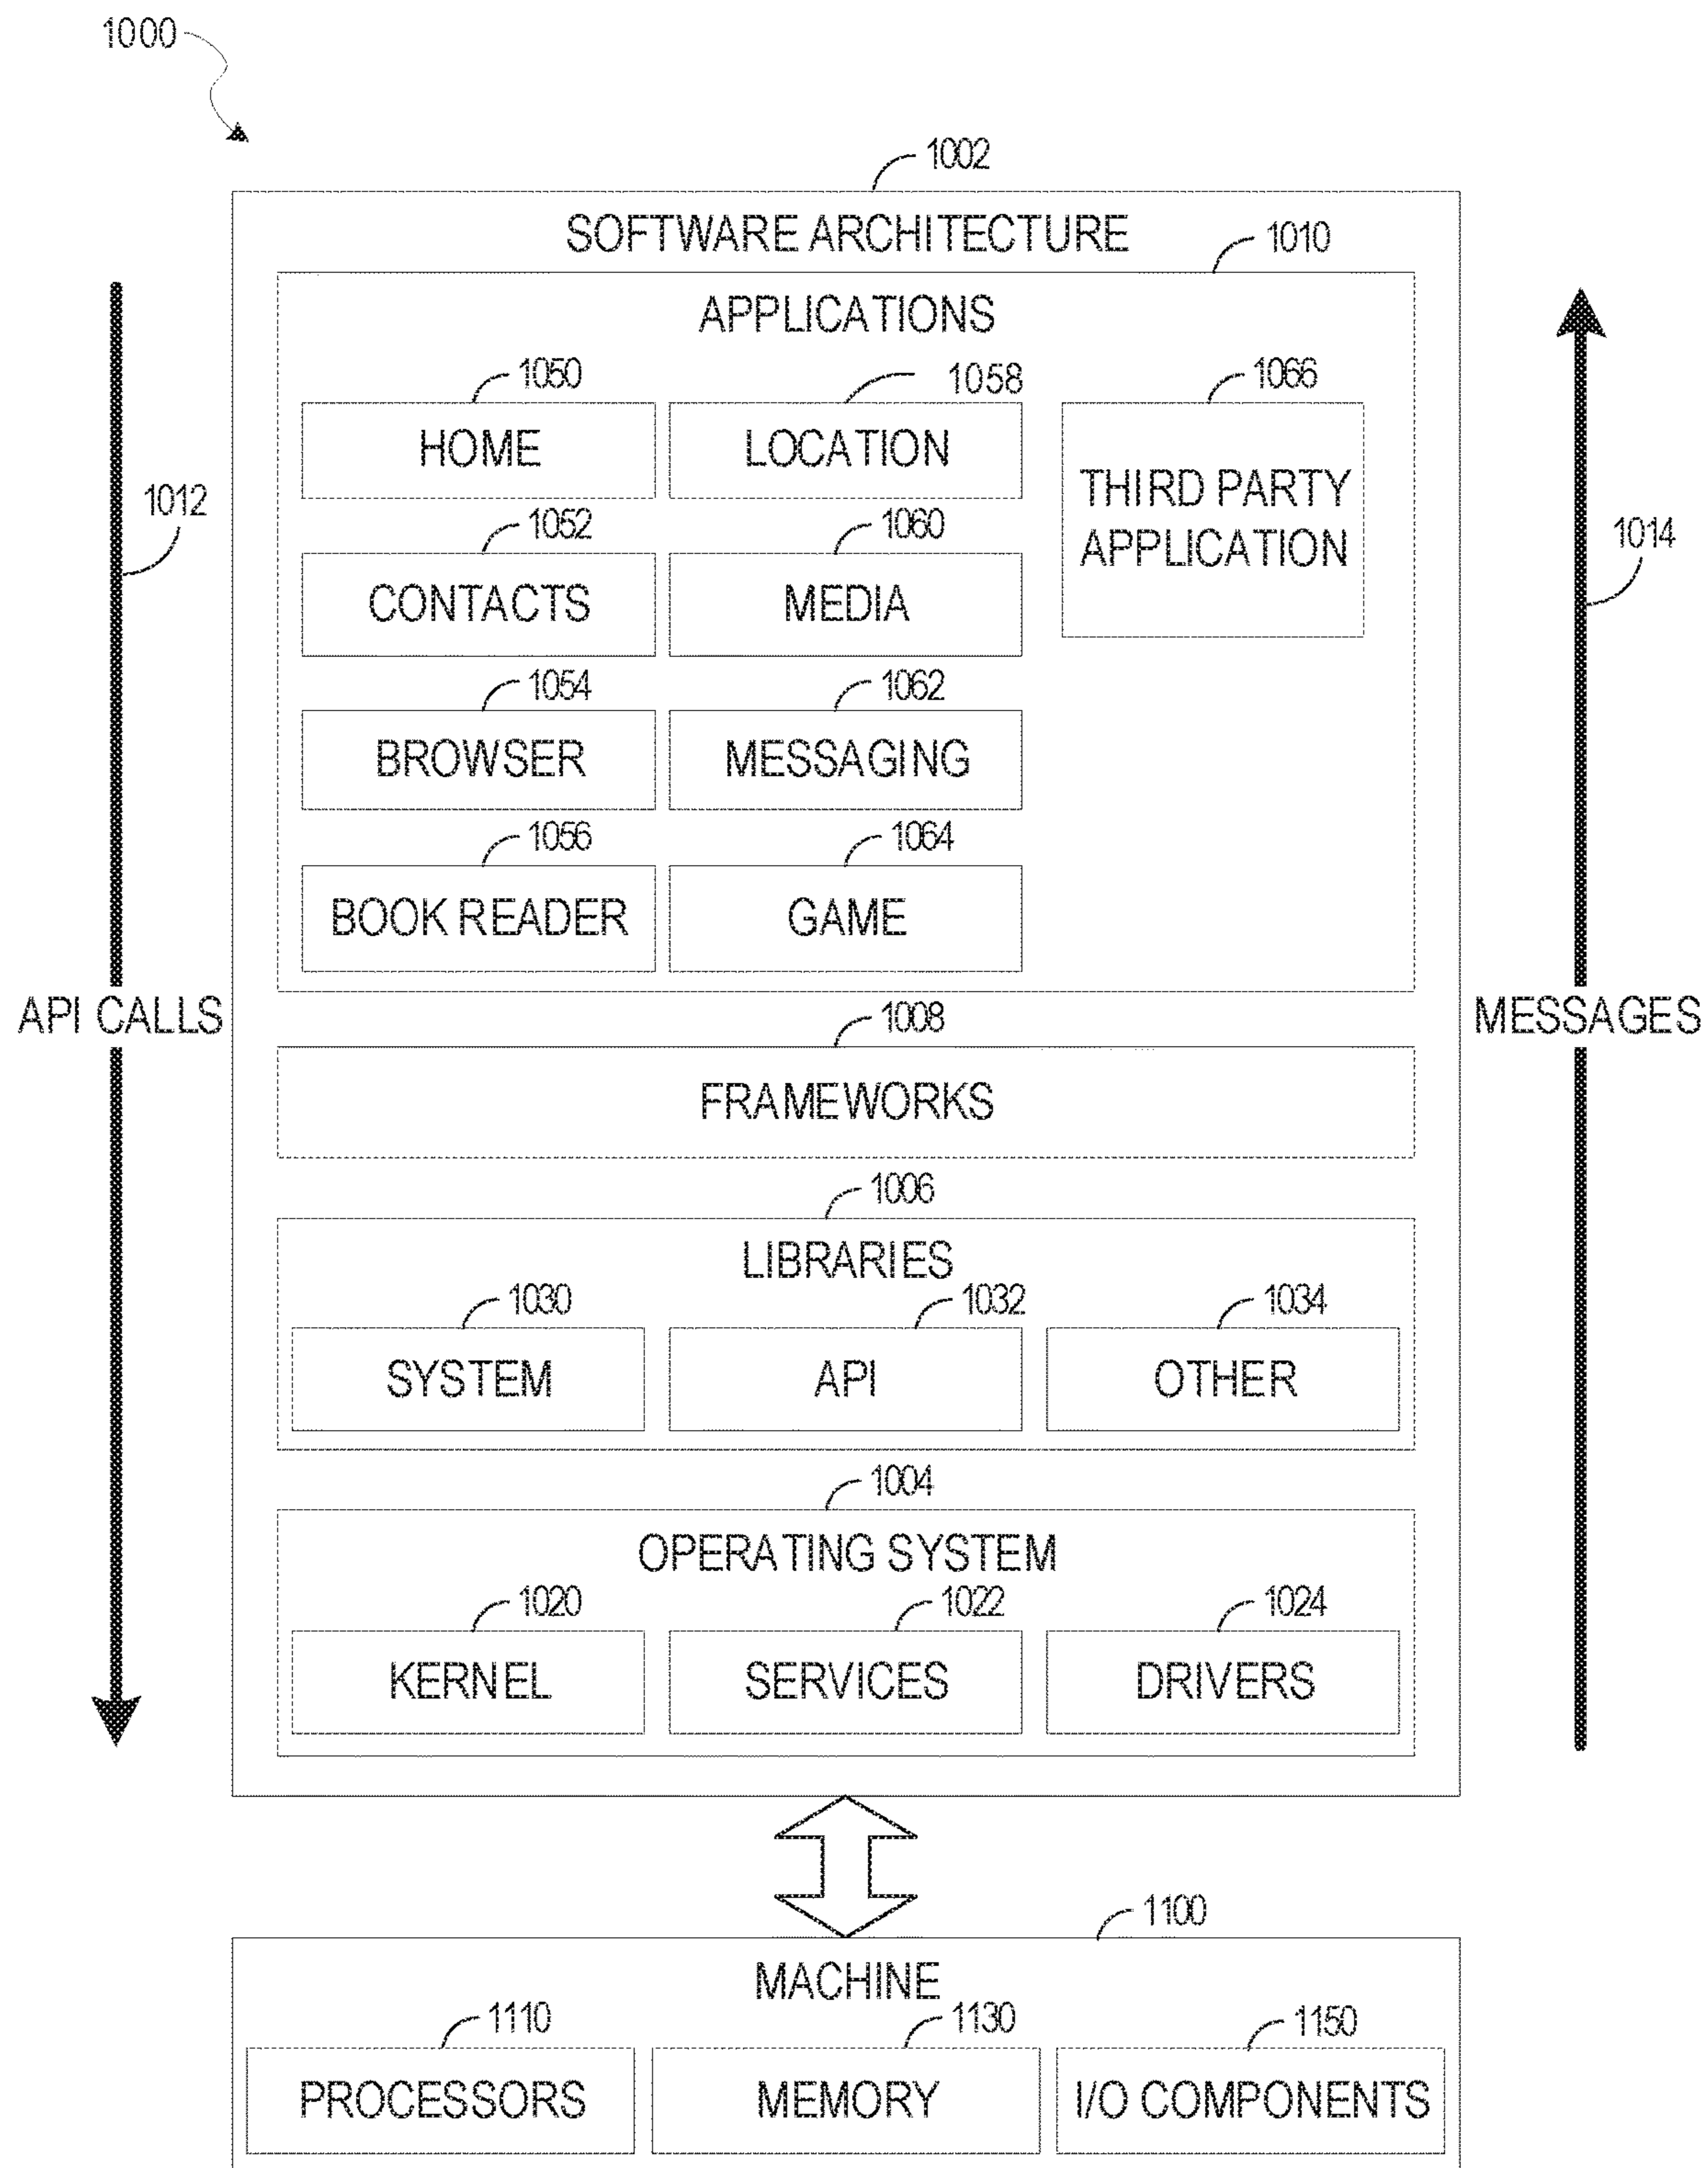 1000
1002
SOFTWARE ARCHITECTURE
1010
APPLICATIONS
1050
1058
1066
HOME
LOCATION
THIRD PARTY
APPLICATION
1012
1014
1052
1060
CONTACTS
MEDIA
1054
1062
BROWSER
MESSAGING
1056
1064
BOOK READER
GAME
API CALLS
MESSAGES
1008
FRAMEWORKS
1006
LIBRARIES
1030
1032
1034
SYSTEM
API
OTHER
1004
OPERATING SYSTEM
1020
1022
1024
KERNEL
SERVICES
DRIVERS
1100
MACHINE
1110
1130
1150
PROCESSORS
MEMORY
I/O COMPONENTS